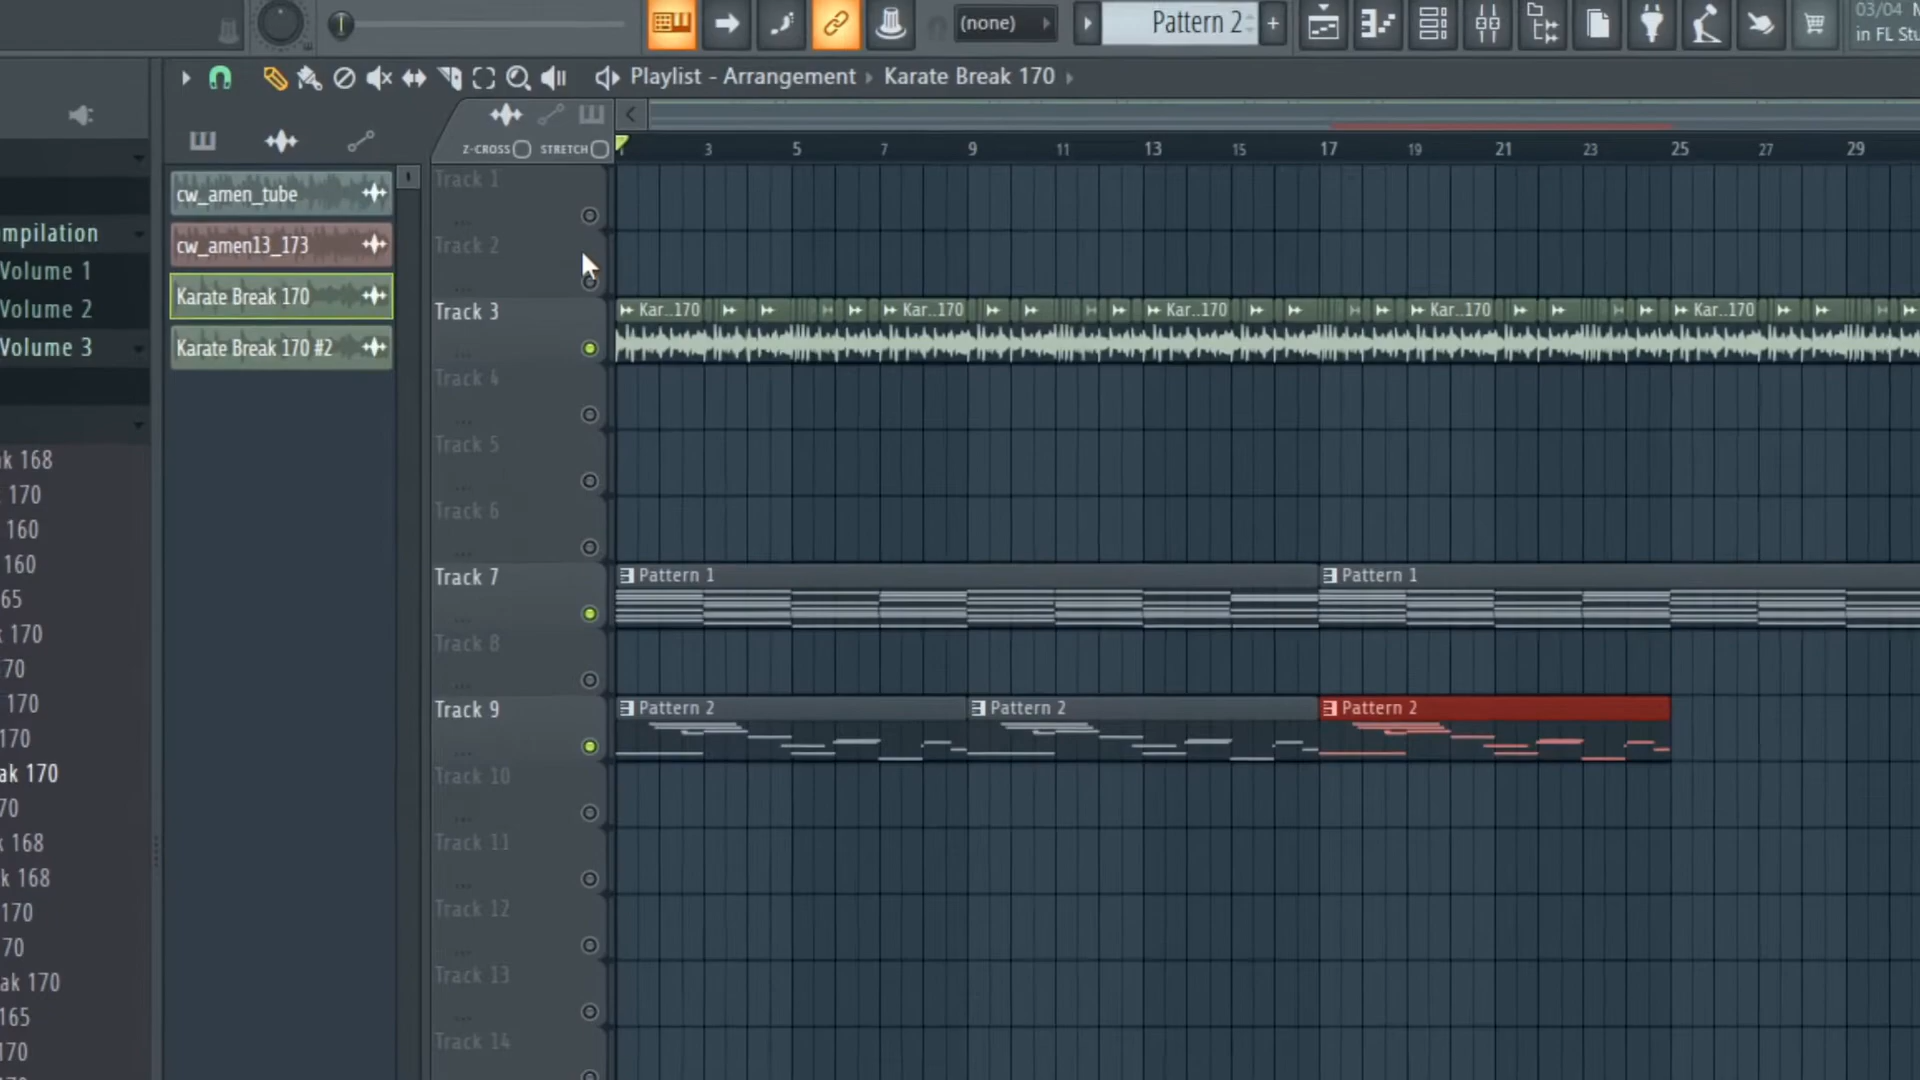 (none)
Pattern 2
+
03/04
in FL Stu
Playlist - Arrangement › Karate Break 170 ›
Z-CROSS STRETCH
3 5 7 9 11 13 15 17 19 21 23 25 27 29
mpilation
Volume 1
Volume 2
Volume 3
ak 168
170
160
160
65
k 170
70
170
170
ak 170
70
k 168
k 168
170
70
ak 170
165
170
cw_amen_tube
cw_amen13_173
Karate Break 170
Karate Break 170 #2
Track 1
Track 2
Track 3
Kar..170 Kar..170 Kar..170 Kar..170 Kar..170
Track 4
Track 5
Track 6
Track 7
Pattern 1 Pattern 1
Track 8
Track 9
Pattern 2 Pattern 2 Pattern 2
Track 10
Track 11
Track 12
Track 13
Track 14